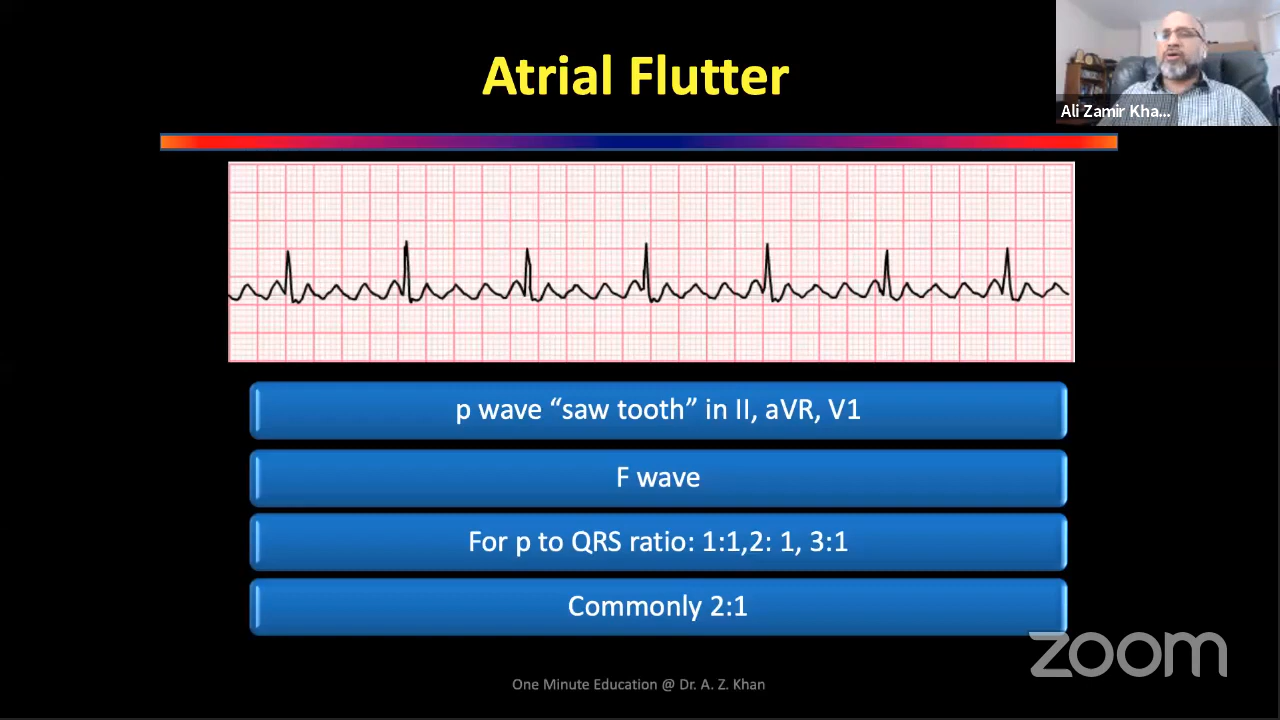 Atrial Flutter
Ali Zamir Kha...
p wave “saw tooth” in II, aVR, V1
F wave
For p to QRS ratio: 1:1,2: 1, 3:1
Commonly 2:1
zoom
One Minute Education @ Dr. A. Z. Khan